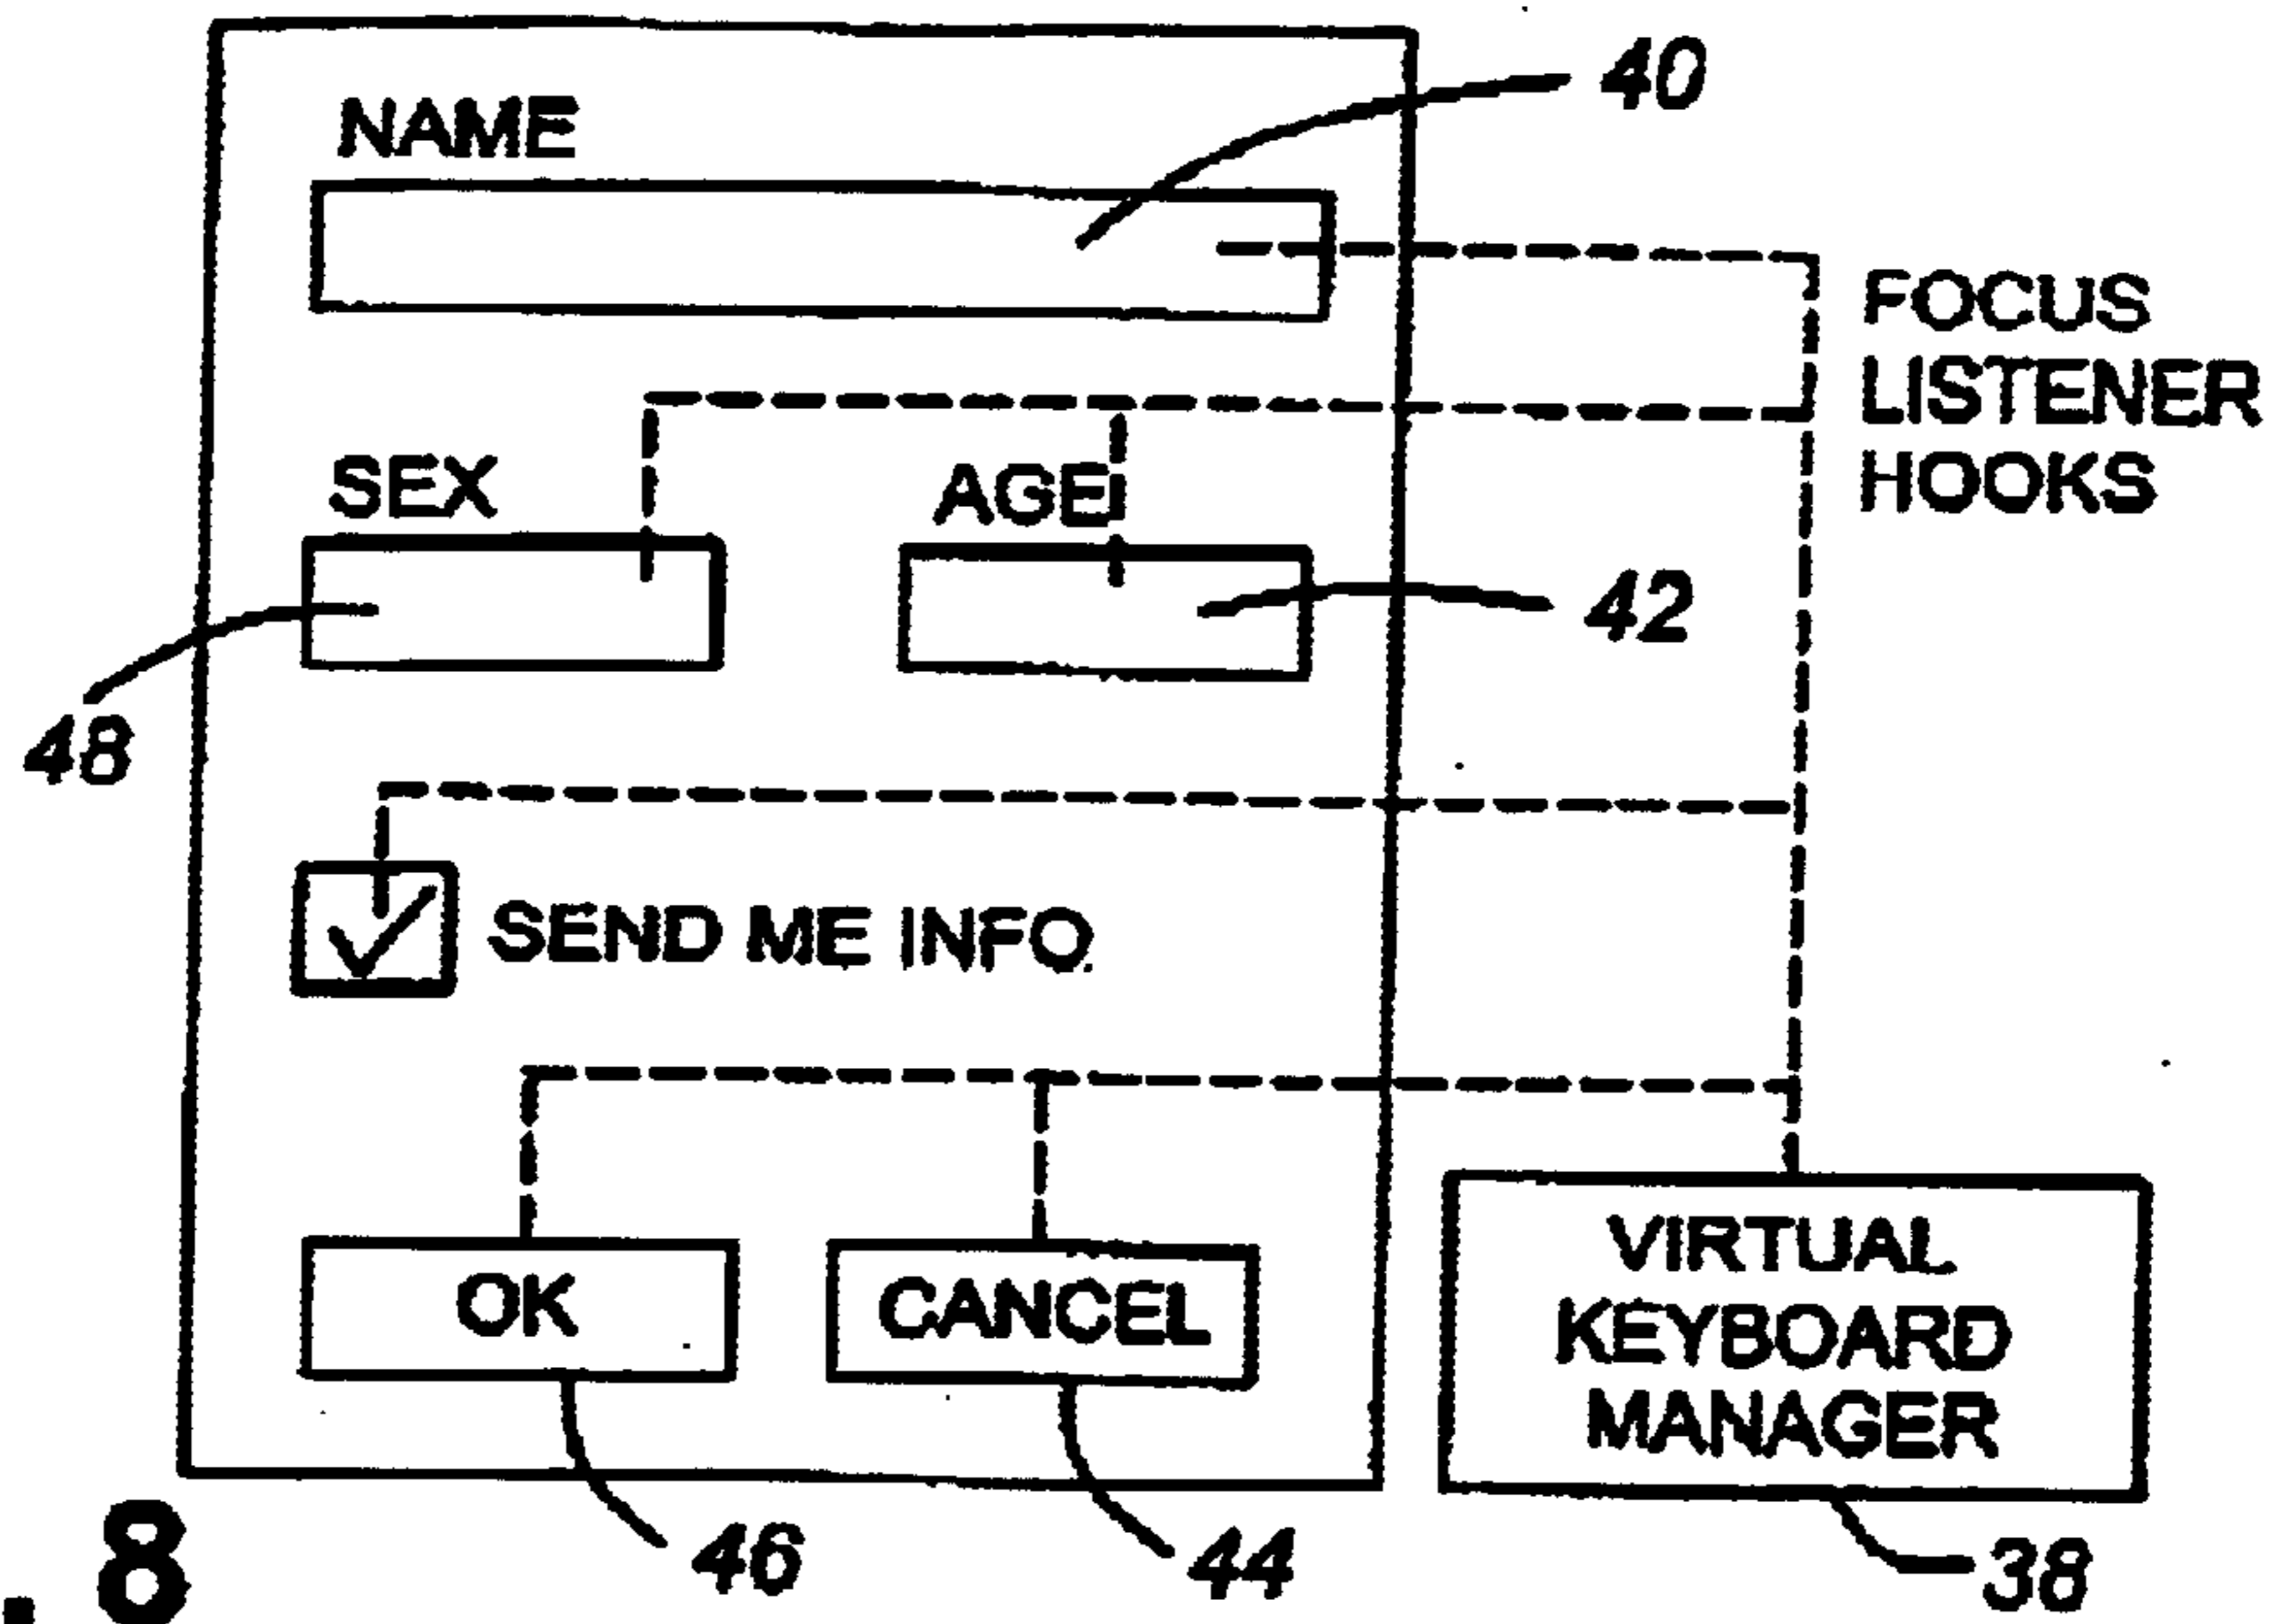 40
NAME
FOCUS
LISTENER
HOOKS
SEX
AGE
42
48
SEND ME INFO.
OK
CANCEL
VIRTUAL
KEYBOARD
MANAGER
46
44
38
. 8